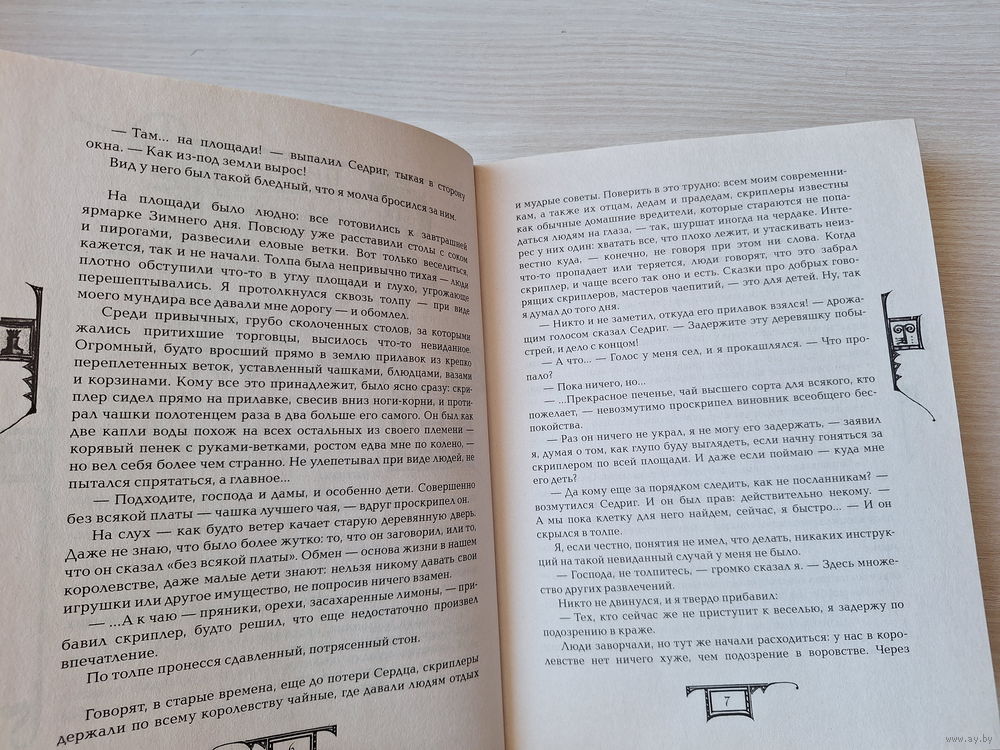 — Там... на площади! — выпалил Седриг, тыкая в сторону
окна. — Как из-под земли вырос!
Вид у него был такой бледный, что я молча бросился за ним.
На площади было людно: все готовились к завтрашней
ярмарке Зимнего дня. Повсюду уже расставили столы с соком
и пирогами, развесили еловые ветки. Вот только веселиться,
кажется, так и не начали. Толпа была непривычно тихая — люди
плотно обступили что-то в углу площади и глухо, угрожающе
перешептывались. Я протолкнулся сквозь толпу — при виде
моего мундира все давали мне дорогу — и обомлел.
Среди привычных, грубо сколоченных столов, за которыми
жались притихшие торговцы, высилось что-то невиданное.
Огромный, будто вросший прямо в землю прилавок из крепко
переплетенных веток, уставленный чашками, блюдцами, вазами
и корзинами. Кому все это принадлежит, было ясно сразу: скри-
плер сидел прямо на прилавке, свесив вниз ноги-корни, и проти-
рал чашки полотенцем раза в два больше его самого. Он был как
две капли воды похож на всех остальных из своего племени —
корявый пенек с руками-ветками, ростом едва мне по колено, —
но вел себя более чем странно. Не улепетывал при виде людей, не
пытался спрятаться, а главное...
— Подходите, господа и дамы, и особенно дети. Совершенно
без всякой платы — чашка лучшего чая, — вдруг проскрипел он.
На слух — как будто ветер качает старую деревянную дверь.
Даже не знаю, что было более жутко: то, что он заговорил, или то,
что он сказал «без всякой платы». Обмен — основа жизни в нашем
королевстве, даже малые дети знают: нельзя никому давать свои
игрушки или другое имущество, не попросив ничего взамен.
— ...А к чаю — пряники, орехи, засахаренные лимоны, — при-
бавил скриплер, будто решил, что еще недостаточно произвел
впечатление.
По толпе пронесся сдавленный, потрясенный стон.
Говорят, в старые времена, еще до потери Сердца, скриплеры
держали по всему королевству чайные, где давали людям отдых
6
и мудрые советы. Поверить в это трудно: всем моим современни-
кам, а также их отцам, дедам и прадедам, скриплеры известны
как обычные домашние вредители, которые стараются не попа-
даться людям на глаза, — так, шуршат иногда на чердаке. Инте-
рес у них один: хватать все, что плохо лежит, и утаскивать неиз-
вестно куда, — конечно, не говоря при этом ни слова. Когда
что-то пропадает или теряется, люди говорят, что это забрал
скриплер, и чаще всего так оно и есть. Сказки про добрых гово-
рящих скриплеров, мастеров чаепитий, — это для детей. Ну, так
я думал до того дня.
— Никто и не заметил, откуда его прилавок взялся! — дрожа-
щим голосом сказал Седриг. — Задержите эту деревяшку побы-
стрей, и дело с концом!
— А что... — Голос у меня сел, и я прокашлялся. — Что про-
пало?
— Пока ничего, но...
— ...Прекрасное печенье, чай высшего сорта для всякого, кто
пожелает, — невозмутимо проскрипел виновник всеобщего бес-
покойства.
— Раз он ничего не украл, я не могу его задержать, — заявил
я, думая о том, как глупо буду выглядеть, если начну гоняться за
скриплером по всей площади. И даже если поймаю — куда мне
его деть?
— Да кому еще за порядком следить, как не посланникам? —
возмутился Седриг. И он был прав: действительно некому. —
А мы пока клетку для него найдем, сейчас, я быстро... — И он
скрылся в толпе.
Я, если честно, понятия не имел, что делать, никаких инструк-
ций на такой невиданный случай у меня не было.
— Господа, не толпитесь, — громко сказал я. — Здесь множе-
ство других развлечений.
Никто не двинулся, и я твердо прибавил:
— Тех, кто сейчас же не приступит к веселью, я задержу по
подозрению в краже.
Люди заворчали, но тут же начали расходиться: у нас в коро-
левстве нет ничего хуже, чем подозрение в воровстве. Через
7
www.ay.by